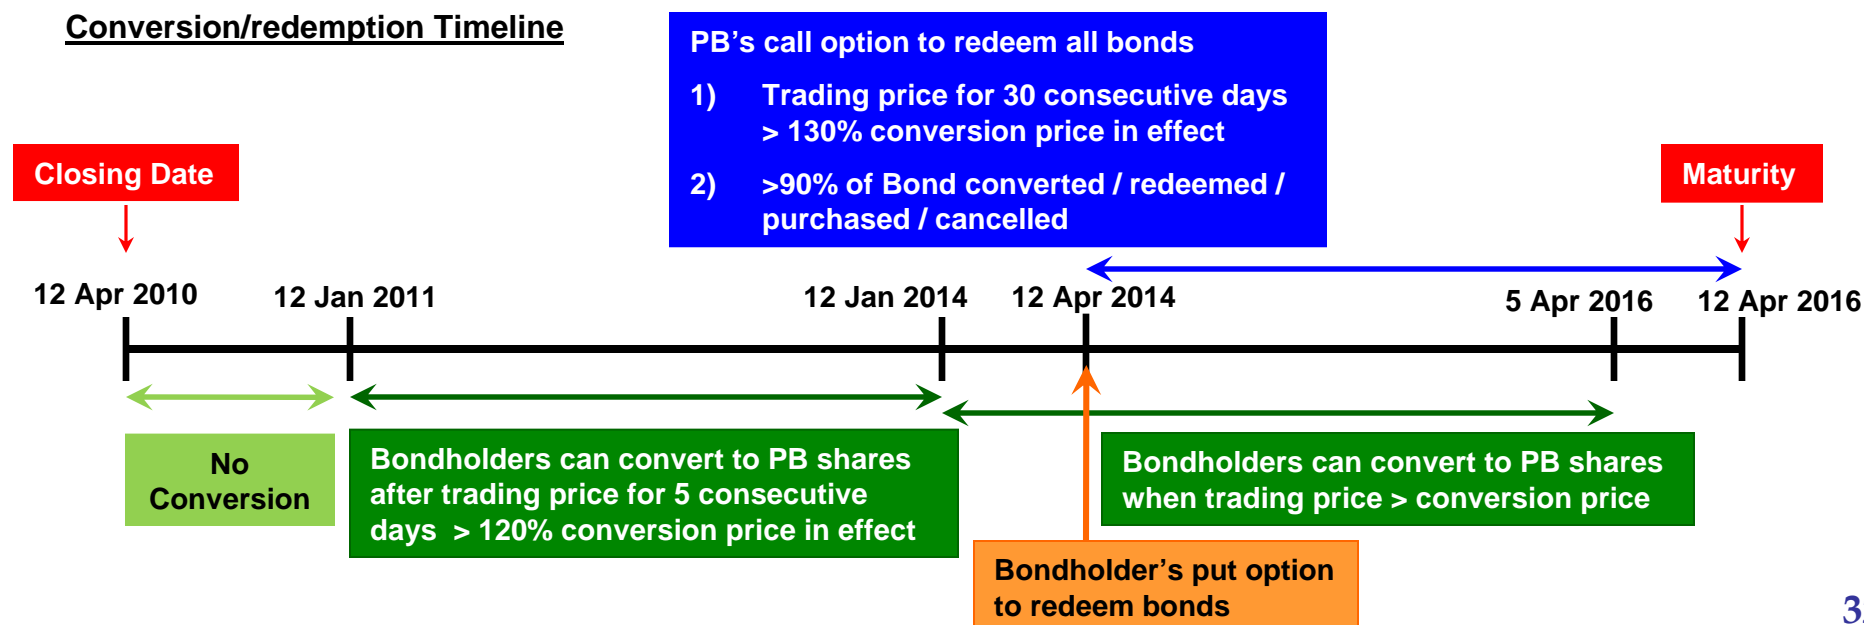 Conversion/redemption Timeline
PB's call option to redeem all bonds
1) Trading price for 30 consecutive days
> 130% conversion price in effect
2) >90% of Bond converted / redeemed /
purchased / cancelled
Closing Date
Maturity
12 Apr 2010
12 Jan 2011
12 Jan 2014
12 Apr 2014
5 Apr 2016
12 Apr 2016
No
Conversion
Bondholders can convert to PB shares
after trading price for 5 consecutive
days > 120% conversion price in effect
Bondholders can convert to PB shares
when trading price > conversion price
Bondholder's put option
to redeem bonds
3